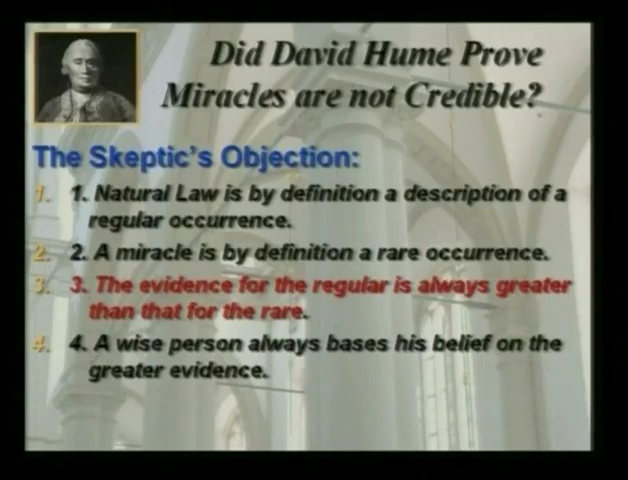 Did David Hume Prove
Miracles are not Credible?
The Skeptic's Objection:
1. 1. Natural Law is by definition a description of a
regular occurrence.
2. 2. A miracle is by definition a rare occurrence.
3. 3. The evidence for the regular is always greater
than that for the rare.
4. 4. A wise person always bases his belief on the
greater evidence.